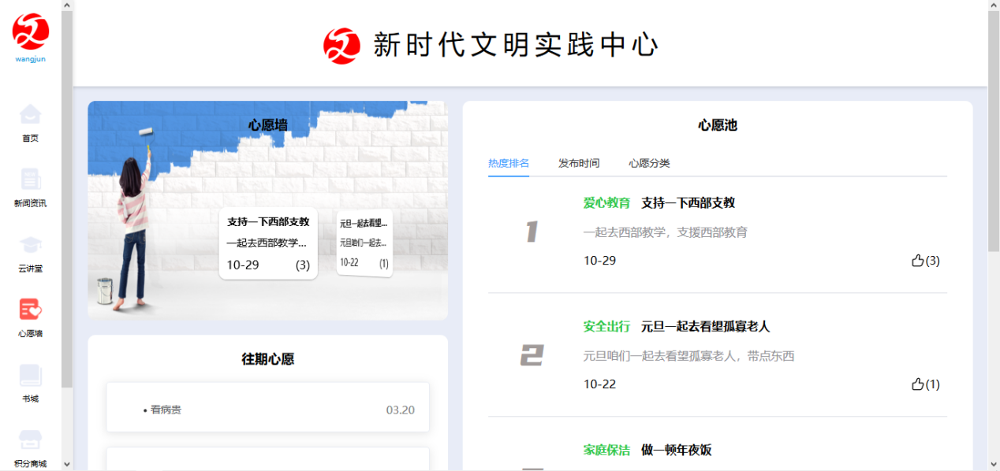 wangjun
首页
新闻资讯
云讲堂
心愿墙
书城
积分商城
新时代文明实践中心
心愿墙
支持一下西部支教
一起去西部教学...
10-29 (3)
元旦一起去看望...
元旦咱们一起去...
10-22 (1)
往期心愿
• 看病贵 03.20
心愿池
热度排名 发布时间 心愿分类
1
爱心教育 支持一下西部支教
一起去西部教学，支援西部教育
10-29 (3)
2
安全出行 元旦一起去看望孤寡老人
元旦咱们一起去看望孤寡老人，带点东西
10-22 (1)
家庭保洁 做一顿年夜饭